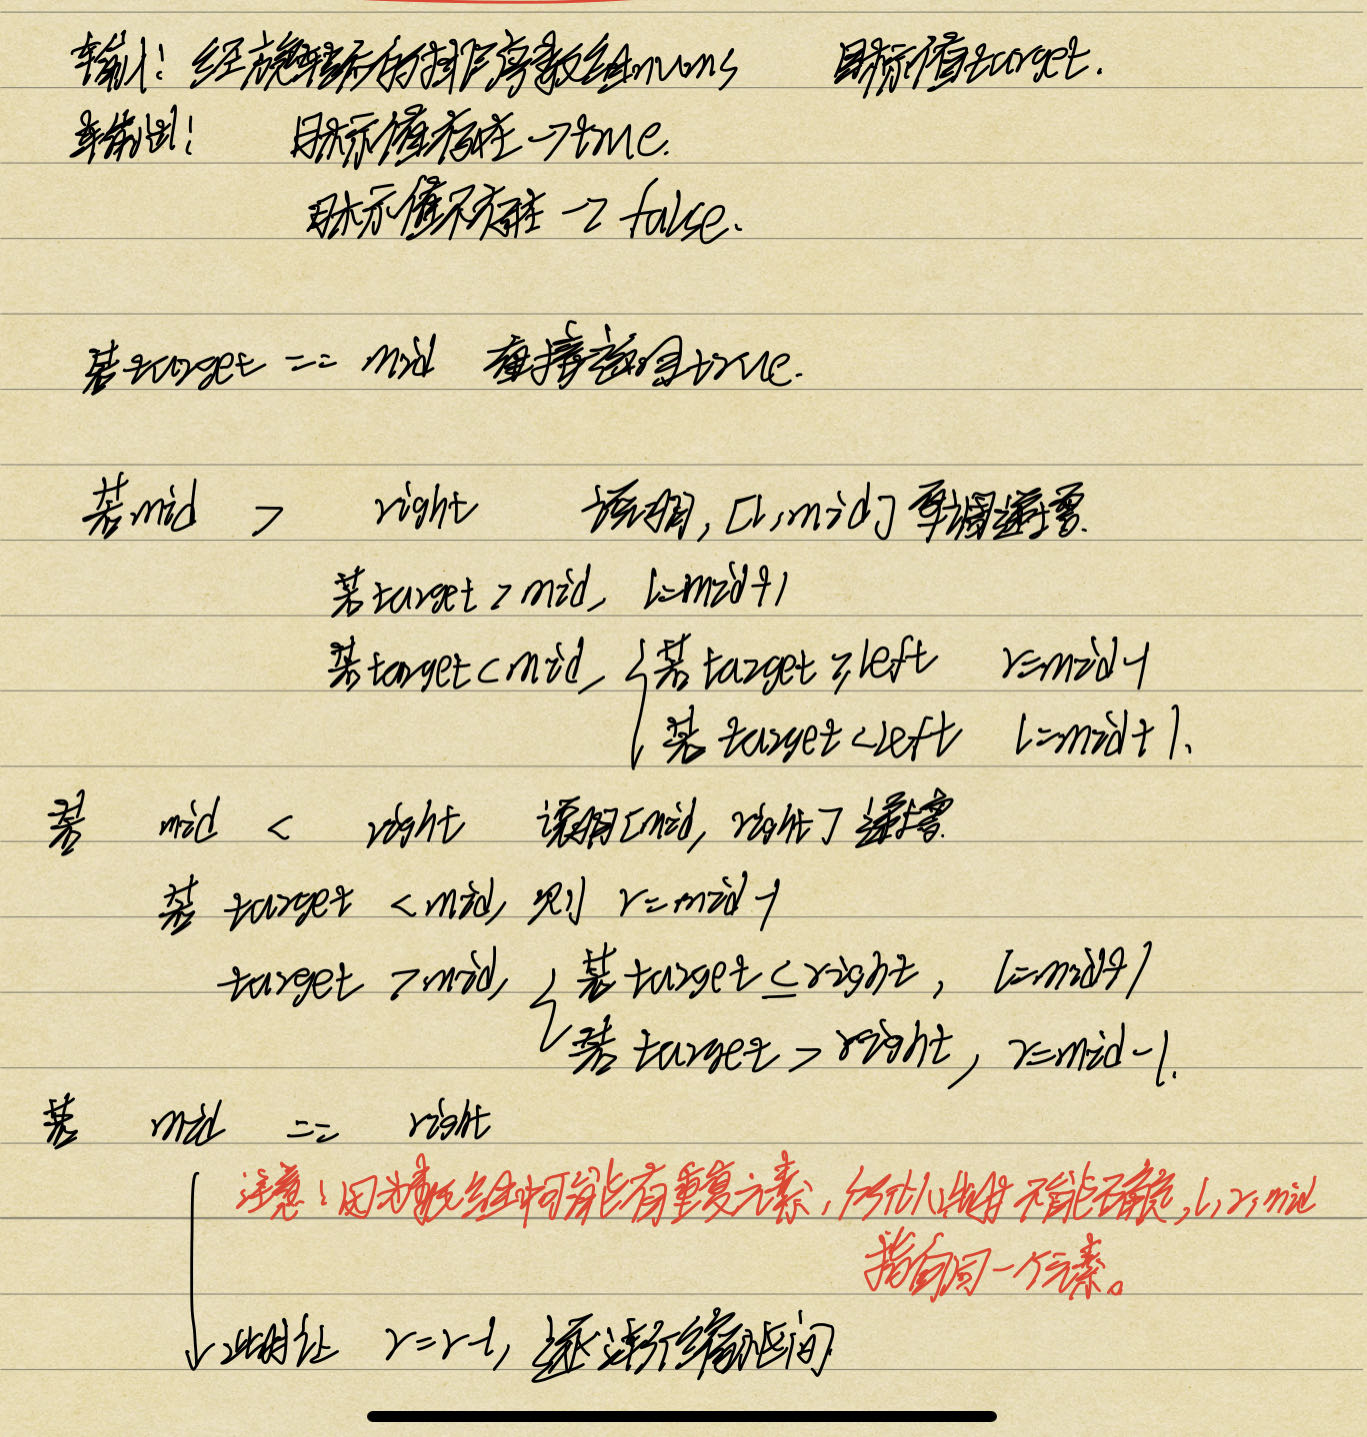 输入: 经旋转后的排序数组nums 目标值target.
输出: 目标值存在→true.
目标值不存在→false.
若target == mid 直接返回true.
若mid > right 说明, [l, mid] 单调递增.
若target > mid, l=mid+1
若target < mid, { 若target ≥ left r=mid-1
若target < left l=mid+1.
若 mid < right 说明[mid, right] 递增.
若 target < mid, 则 r=mid-1
target > mid, { 若target ≤ right, l=mid+1
若target > right, r=mid-1.
若 mid == right
注意!因为数组中可能有重复元素,所以此时不能确定,l,r,mid
指向同一个元素。
此时让 r=r-1, 逐渐缩小区间